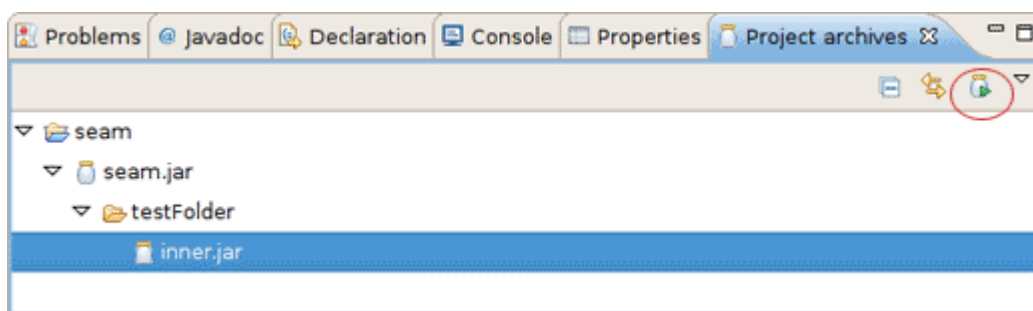 Problems @ Javadoc Declaration Console Properties Project archives
seam
seam.jar
testFolder
inner.jar